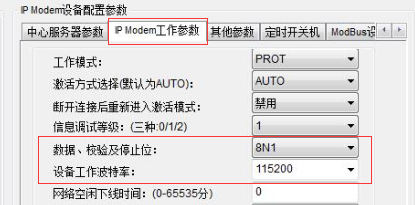 IP Modem设备配置参数
中心服务器参数 IP Modem工作参数 其他参数 定时开关机 ModBus设
工作模式: PROT
激活方式选择(默认为AUTO): AUTO
断开连接后重新进入激活模式: 禁用
信息调试等级: (三种:0/1/2) 1
数据、校验及停止位: 8N1
设备工作波特率: 115200
网络空闲下线时间: (0-65535分) 0